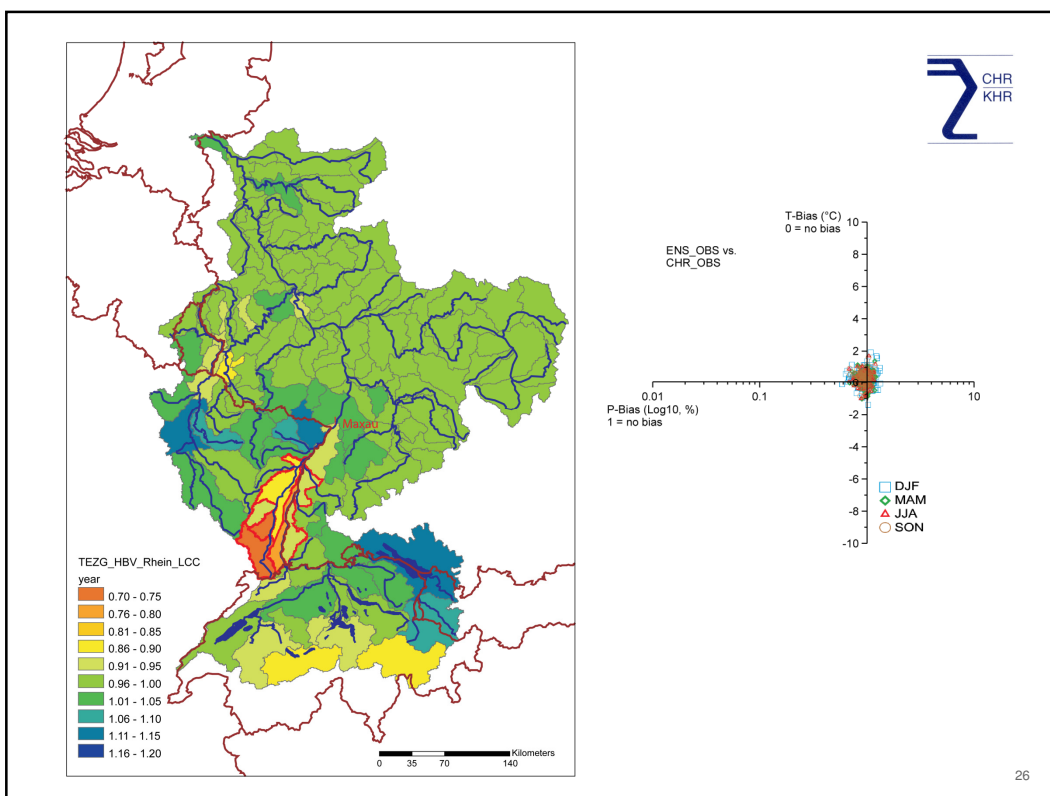 CHR
KHR
Maxau
TEZG_HBV_Rhein_LCC
year
0.70 - 0.75
0.76 - 0.80
0.81 - 0.85
0.86 - 0.90
0.91 - 0.95
0.96 - 1.00
1.01 - 1.05
1.06 - 1.10
1.11 - 1.15
1.16 - 1.20
Kilometers
0 35 70 140
T-Bias (°C)
0 = no bias
ENS_OBS vs.
CHR_OBS
10
8
6
4
2
0
-2
-4
-6
-8
-10
0.01 0.1 1 10
P-Bias (Log10, %)
1 = no bias
DJF
MAM
JJA
SON
26